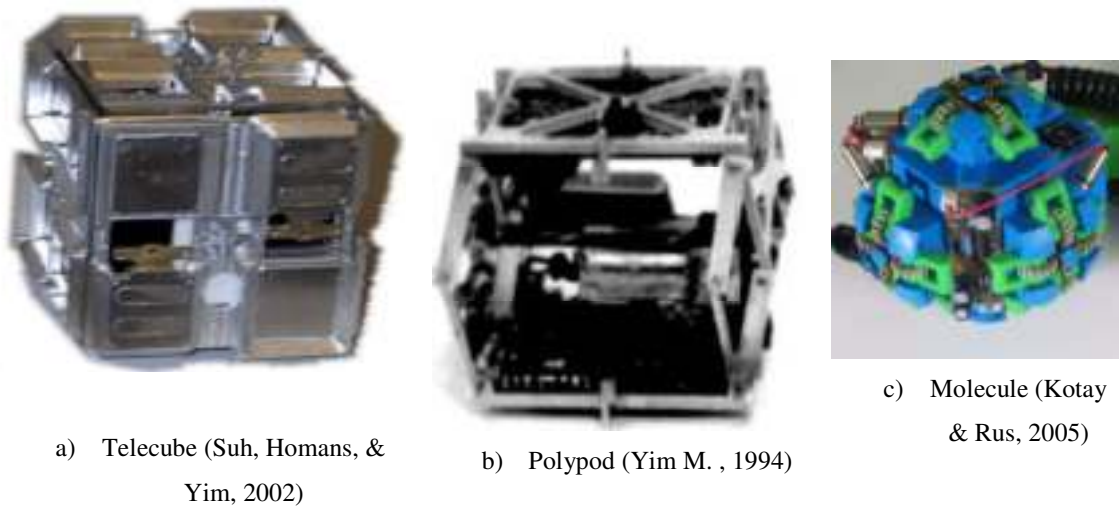 a) Telecube (Suh, Homans, &
Yim, 2002)
b) Polypod (Yim M. , 1994)
c) Molecule (Kotay
& Rus, 2005)